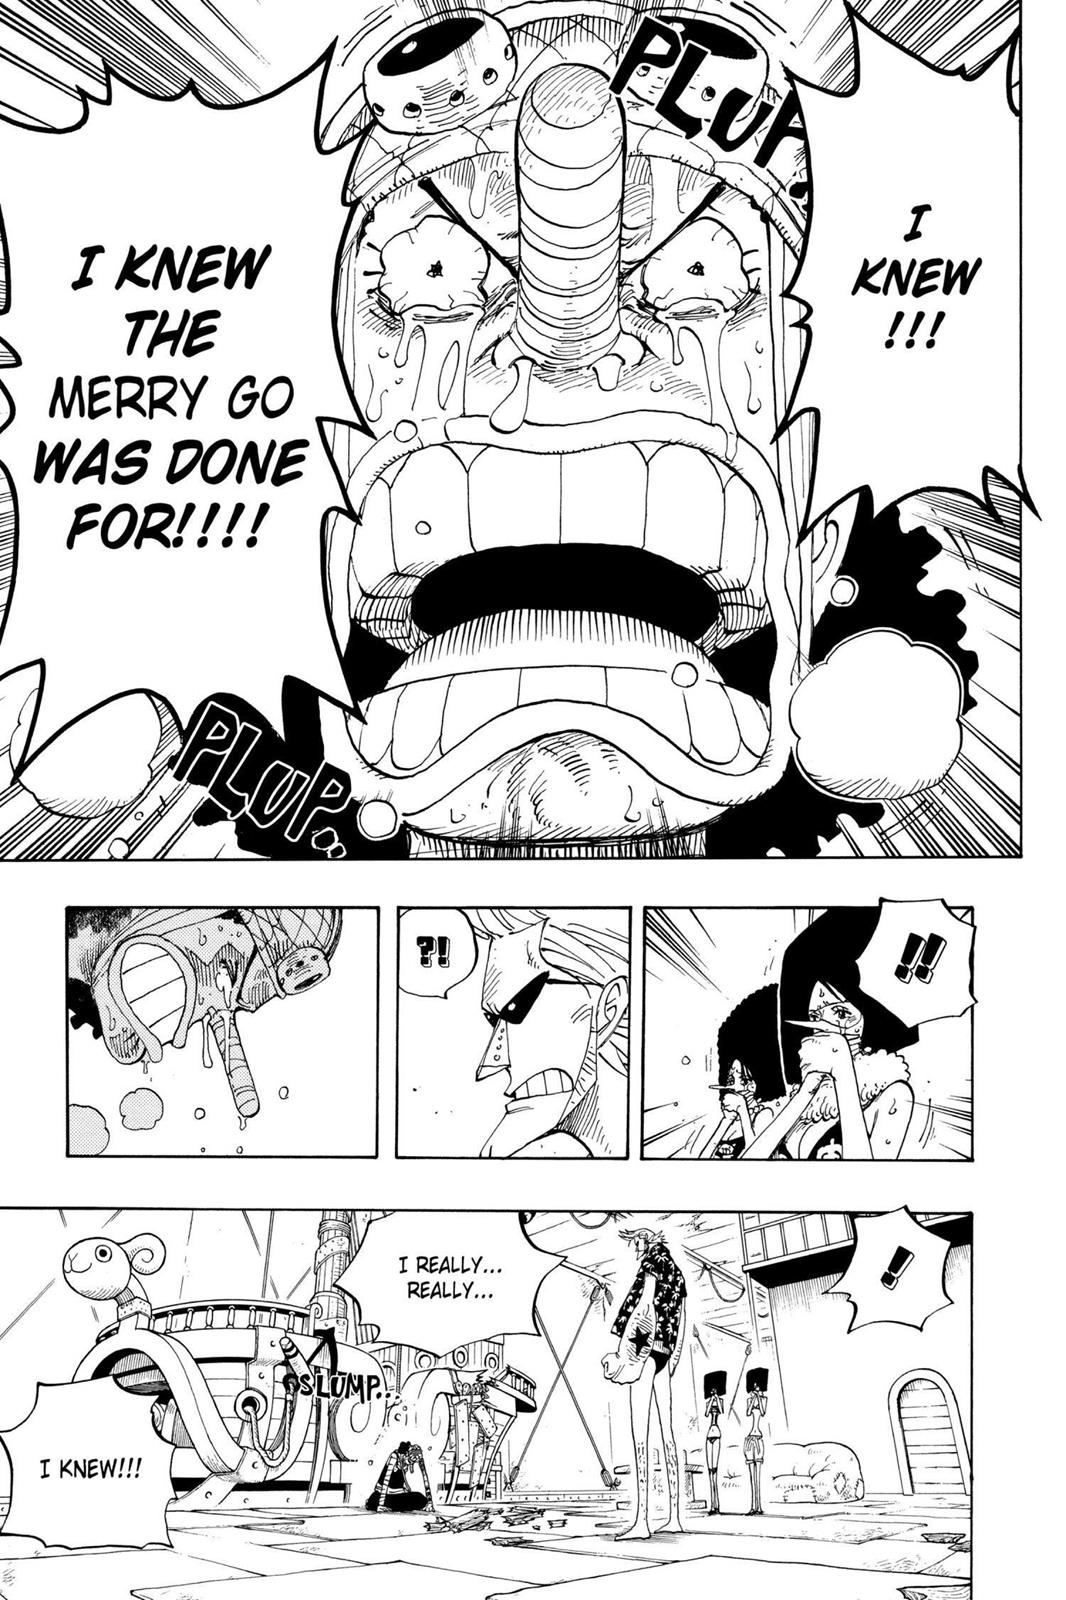 PLUP
I
KNEW
!!!
I KNEW
THE
MERRY GO
WAS DONE
FOR!!!!
PLUP...
!!
?!
!
I REALLY...
REALLY...
SLUMP...
I KNEW!!!